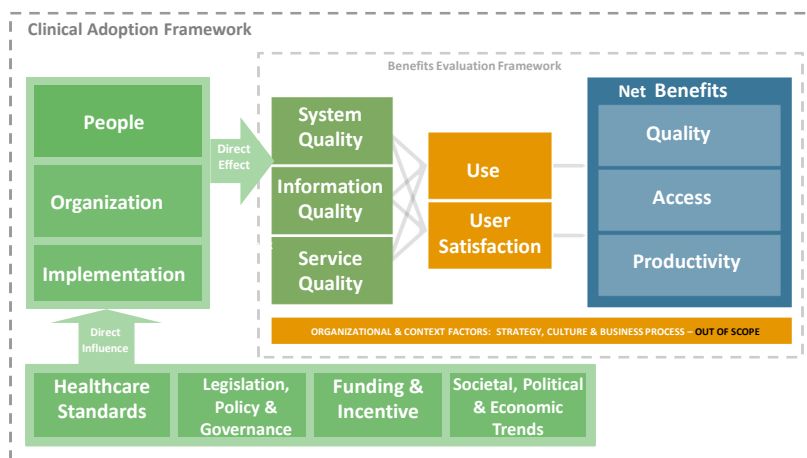 Clinical Adoption Framework
Benefits Evaluation Framework
People
Organization
Implementation
Direct
Effect
System
Quality
Information
Quality
Service
Quality
Use
User
Satisfaction
Net Benefits
Quality
Access
Productivity
ORGANIZATIONAL & CONTEXT FACTORS: STRATEGY, CULTURE & BUSINESS PROCESS – OUT OF SCOPE
Direct
Influence
Healthcare
Standards
Legislation,
Policy &
Governance
Funding &
Incentive
Societal, Political
& Economic
Trends